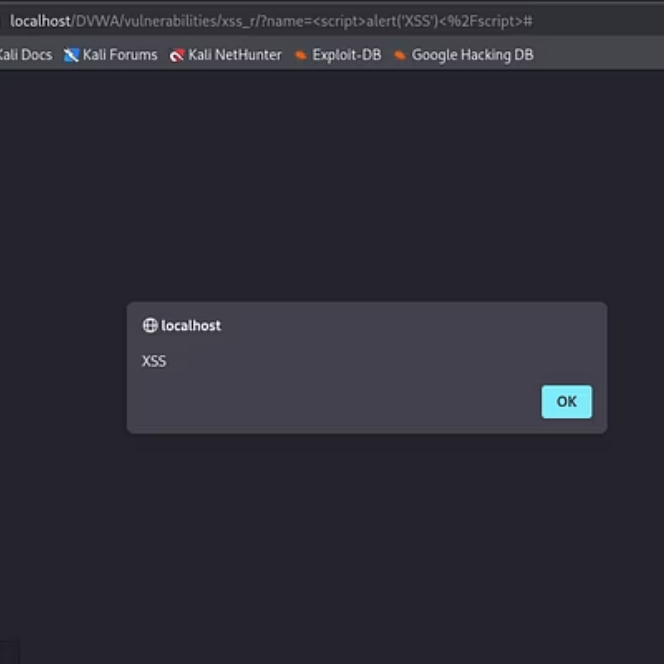 localhost/DVWA/vulnerabilities/xss_r/?name=<script>alert('XSS')<%2Fscript>#
Kali Docs Kali Forums Kali NetHunter Exploit-DB Google Hacking DB
localhost
XSS
OK